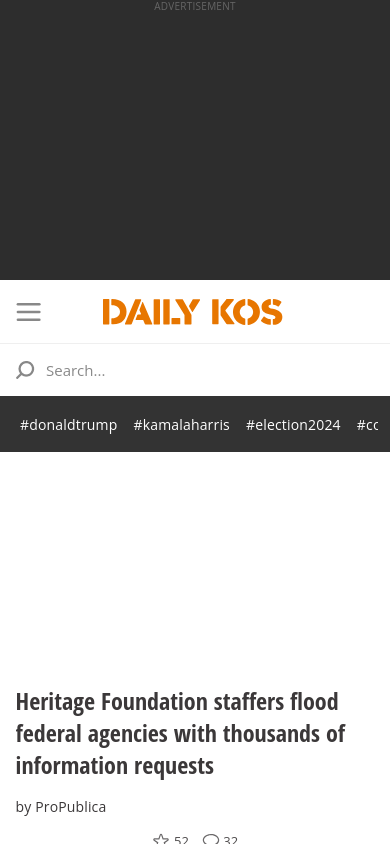 ADVERTISEMENT
DAILY KOS
Search...
#donaldtrump #kamalaharris #election2024
Heritage Foundation staffers flood
federal agencies with thousands of
information requests
by ProPublica
52 32